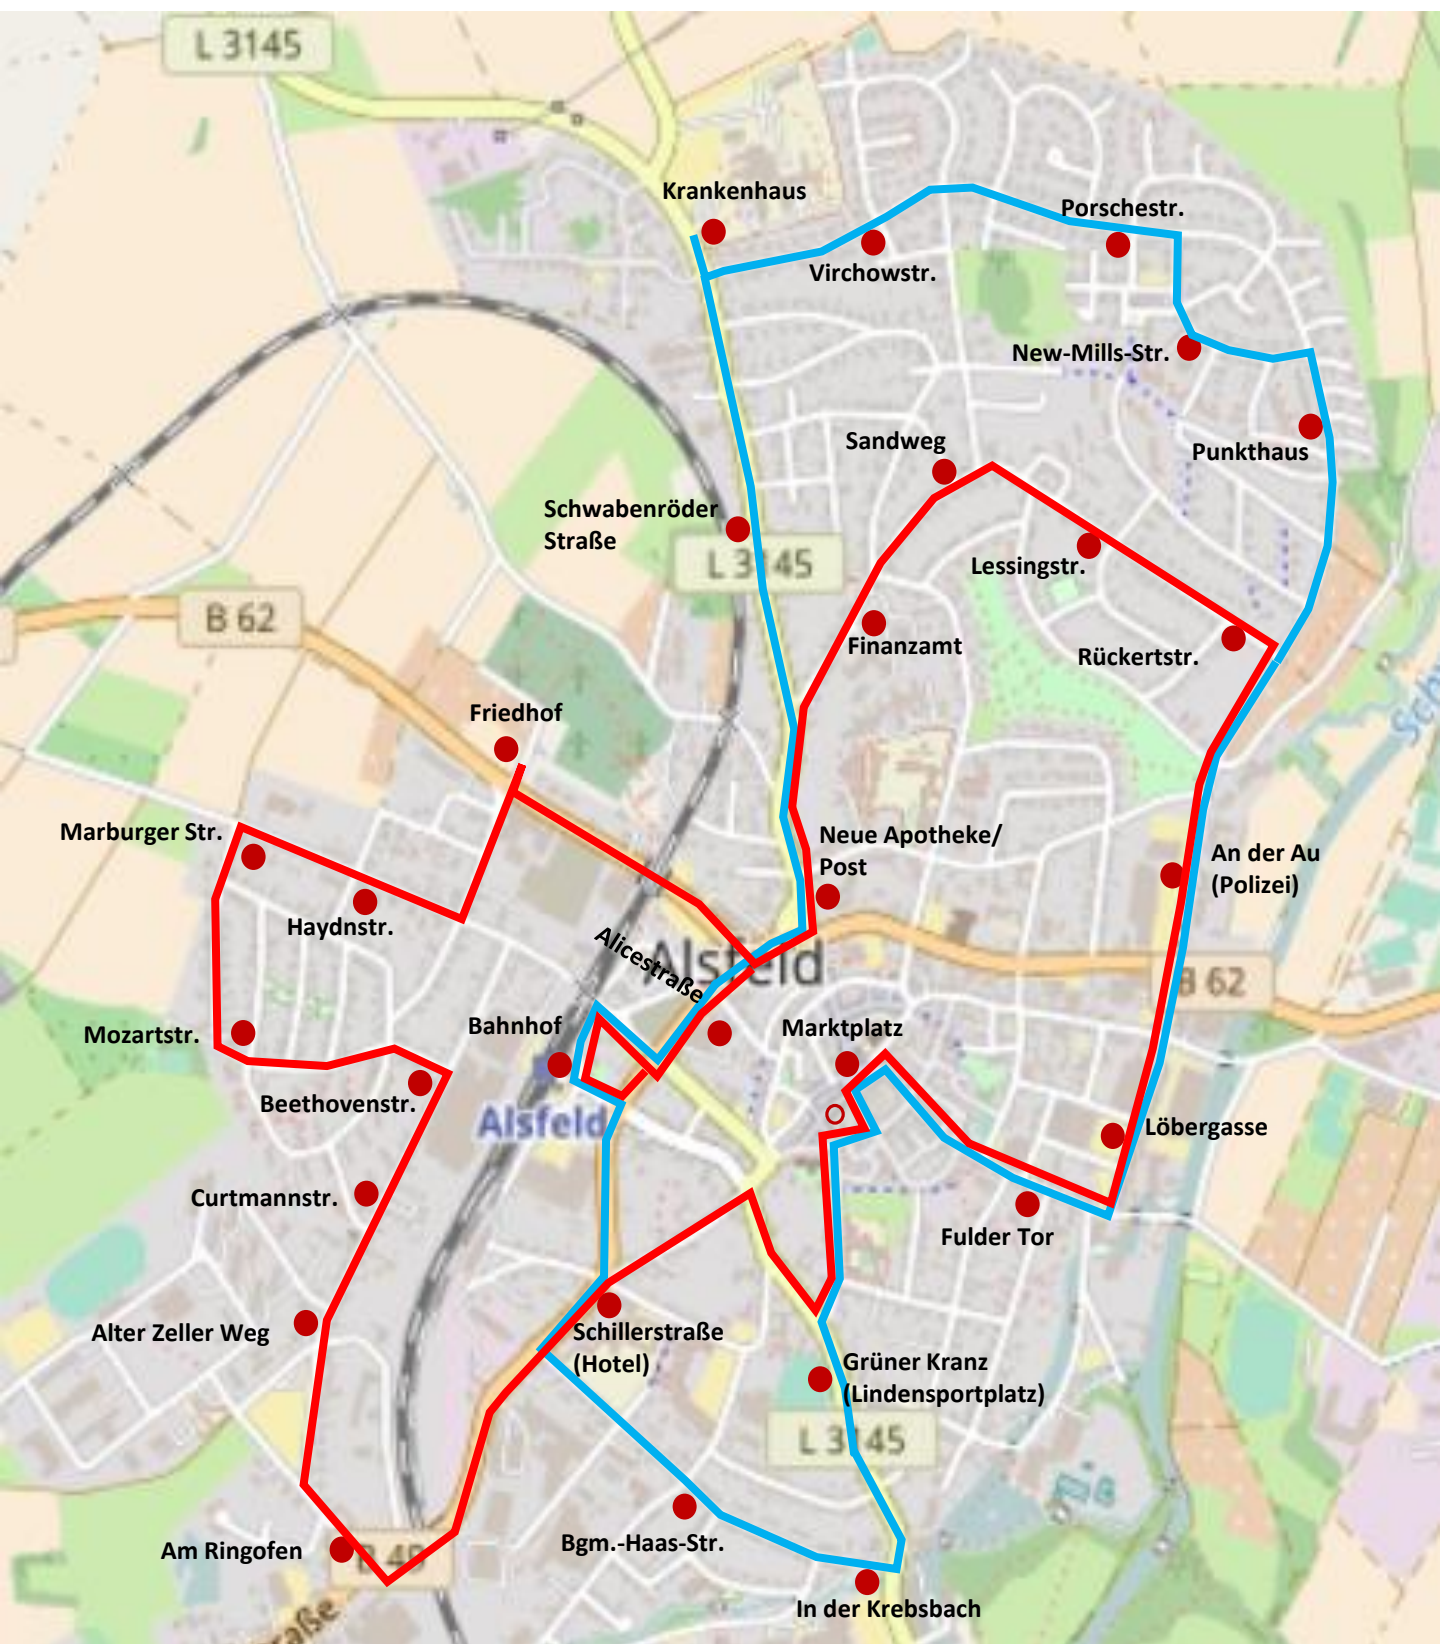 L 3145
Krankenhaus
Porschestr.
Virchowstr.
New-Mills-Str.
Sandweg
Punkthaus
Schwabenröder
Straße
L 3145
Lessingstr.
B 62
Finanzamt
Rückertstr.
Friedhof
Marburger Str.
Neue Apotheke/
Post
An der Au
(Polizei)
Haydnstr.
Alicestraße
Alsfeld
B 62
Mozartstr.
Bahnhof
Marktplatz
Beethovenstr.
Alsfeld
Löbergasse
Curtmannstr.
Fulder Tor
Alter Zeller Weg
Schillerstraße
(Hotel)
Grüner Kranz
(Lindensportplatz)
L 3145
Bgm.-Haas-Str.
Am Ringofen
In der Krebsbach